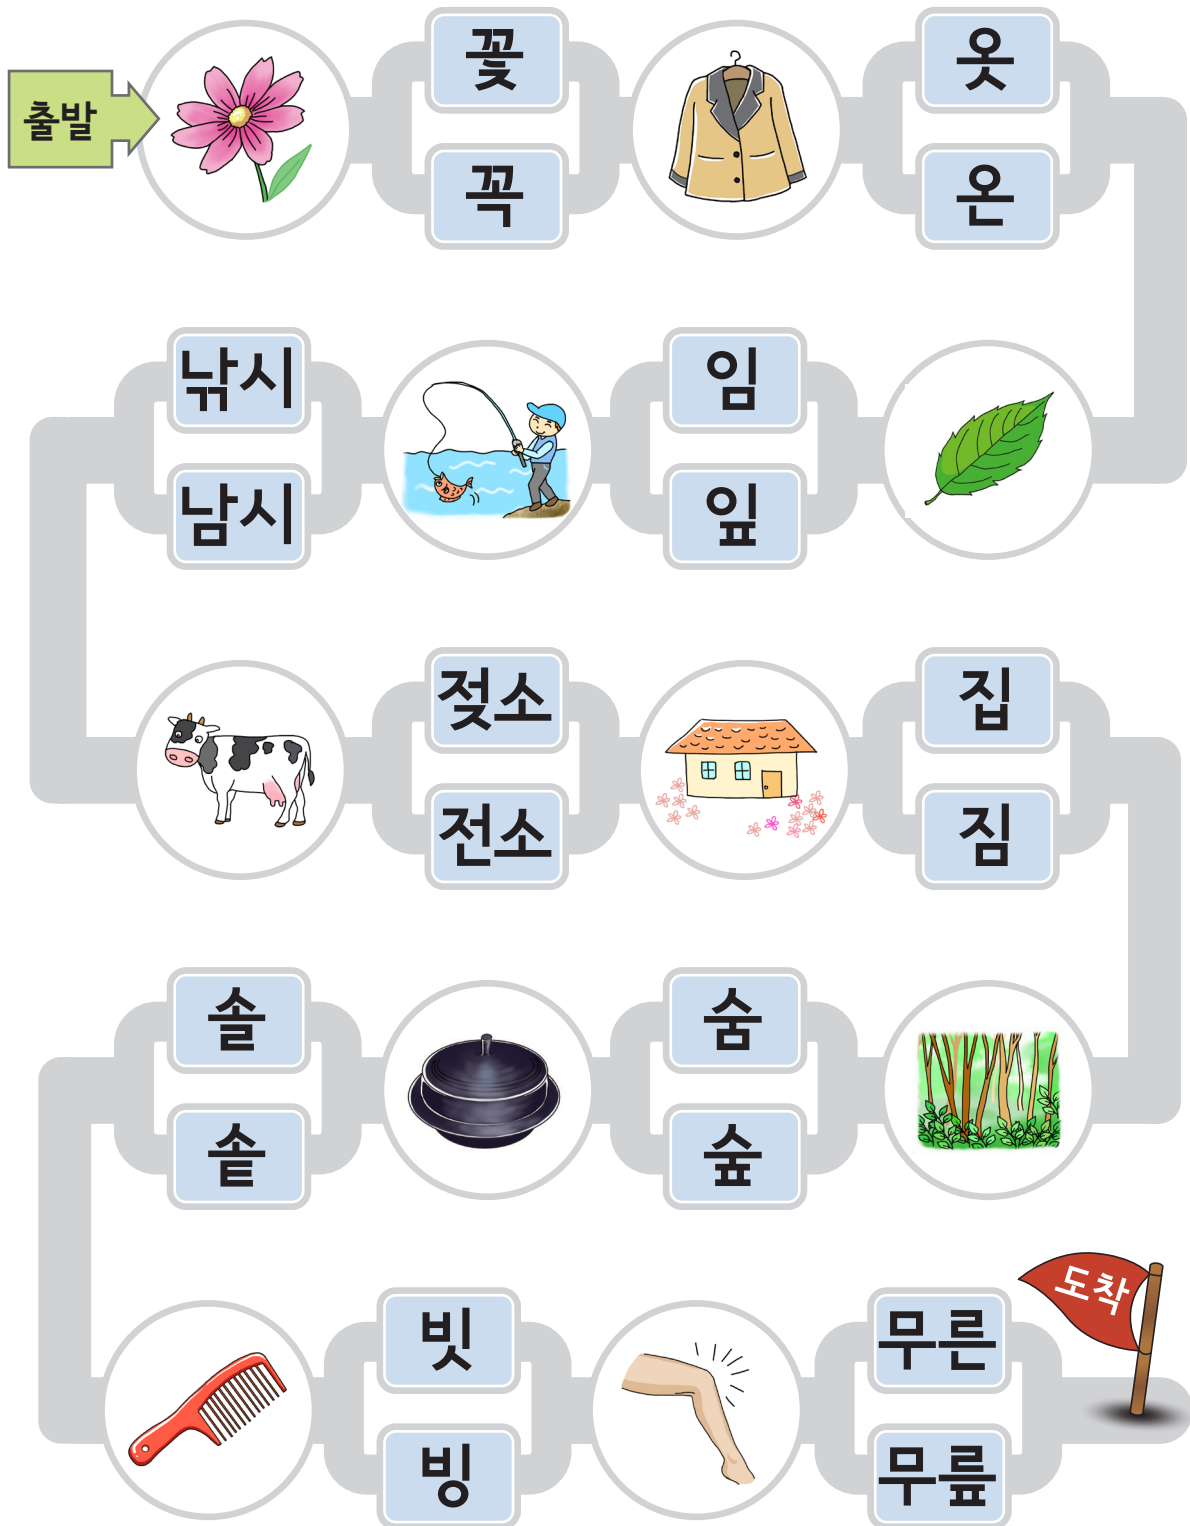 출발
꽃
꼭
옷
온
낚시
남시
임
잎
젖소
전소
집
짐
솔
솥
숨
숲
빗
빙
무른
무릎
도착